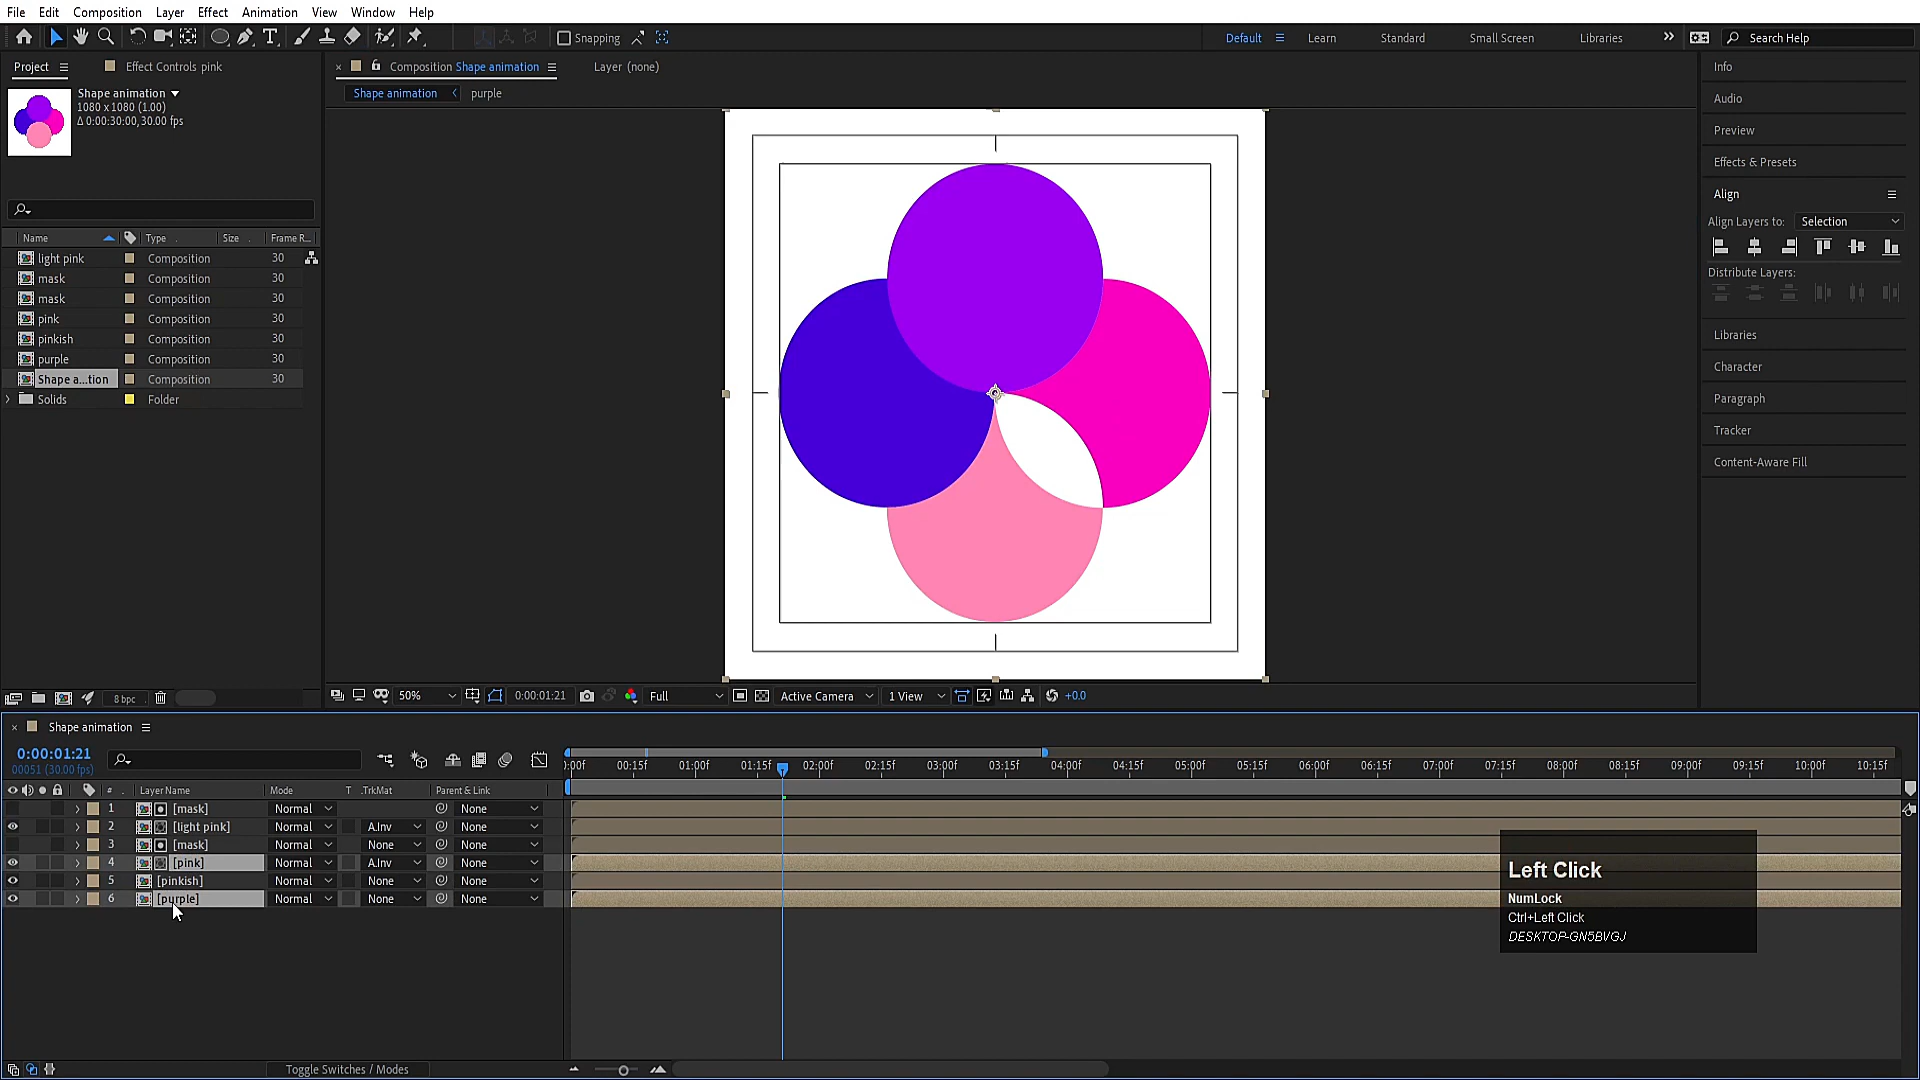 File Edit Composition Layer Effect Animation View Window Help
Snapping
Default Learn Standard Small Screen Libraries
Search Help
Project Effect Controls pink
Composition Shape animation Layer (none)
Shape animation purple
Shape animation
1080 x 1080 (1.00)
Δ 0:00:30:00, 30.00 fps
Name Type Size Frame R...
light pink Composition 30
mask Composition 30
mask Composition 30
pink Composition 30
pinkish Composition 30
purple Composition 30
Shape a...tion Composition 30
Solids Folder
8 bpc
50% 0:00:01:21 Full Active Camera 1 View +0.0
Info
Audio
Preview
Effects & Presets
Align
Align Layers to: Selection
Distribute Layers:
Libraries
Character
Paragraph
Tracker
Content-Aware Fill
Shape animation
0:00:01:21
00051 (30.00 fps)
):00f 00:15f 01:00f 01:15f 02:00f 02:15f 03:00f 03:15f 04:00f 04:15f 05:00f 05:15f 06:00f 06:15f 07:00f 07:15f 08:00f 08:15f 09:00f 09:15f 10:00f 10:15f
# Layer Name Mode T .TrkMat Parent & Link
1 [mask] Normal None
2 [light pink] Normal A.Inv None
3 [mask] Normal None None
4 [pink] Normal A.Inv None
5 [pinkish] Normal None None
6 [purple] Normal None None
Left Click
NumLock
Ctrl+Left Click
DESKTOP-GN5BVGJ
Toggle Switches / Modes